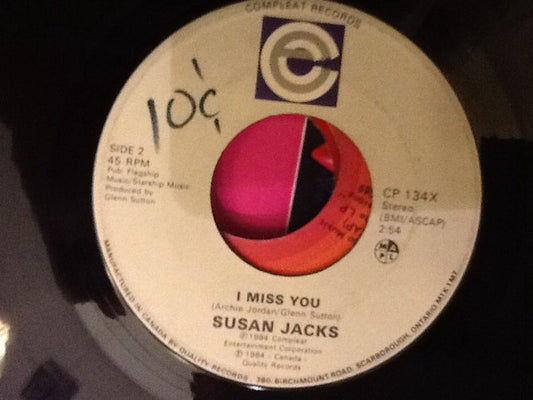 COMPLEAT RECORDS
10¢
SIDE 2
45 RPM
Pub: Flagship
Music/Starship Music
Produced by
Glenn Sutton
CP 134X
Stereo
(BMI/ASCAP)
2:54
M A
P L
I MISS YOU
(Archie Jordan/Glenn Sutton)
SUSAN JACKS
℗ 1984 Compleat
Entertainment Corporation
℗ 1984 - Canada -
Quality Records
MANUFACTURED IN CANADA BY QUALITY RECORDS - 380 BIRCHMOUNT ROAD, SCARBOROUGH, ONTARIO M1K 1M7